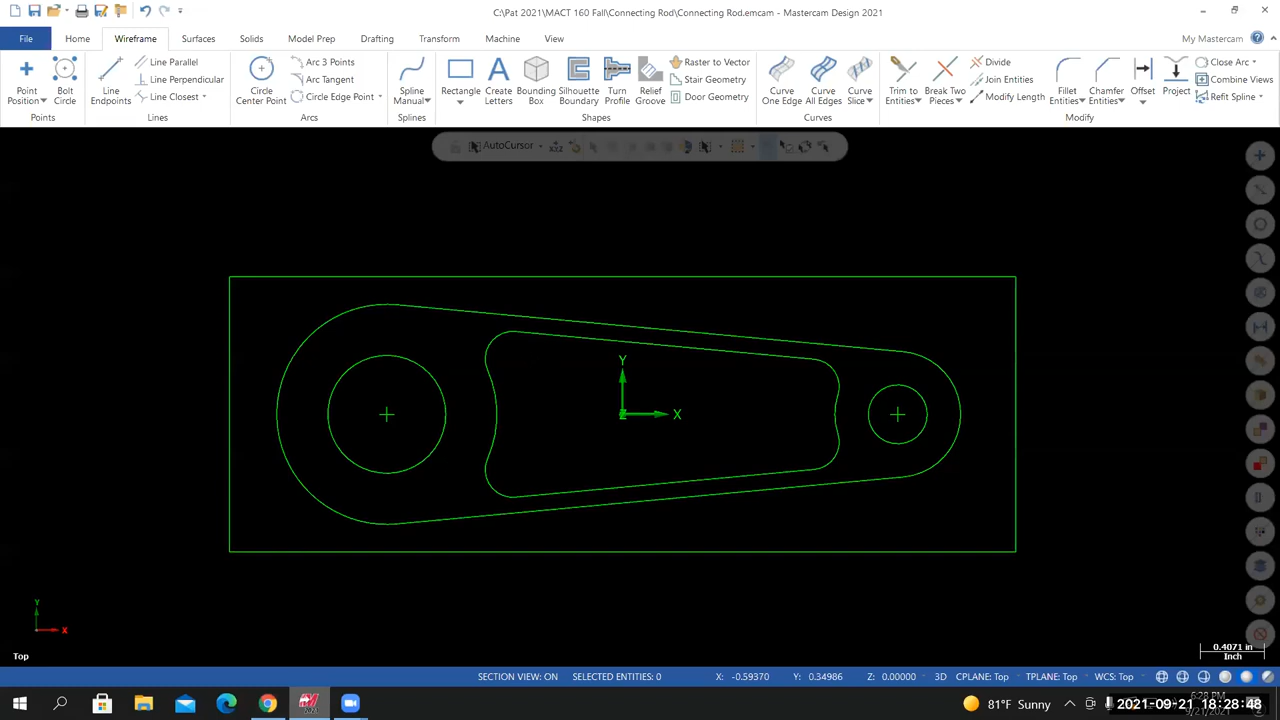 C:\Pat 2021\MACT 160 Fall\Connecting Rod\Connecting Rod.emcam - Mastercam Design 2021
File Home Wireframe Surfaces Solids Model Prep Drafting Transform Machine View My Mastercam
Point Position
Bolt Circle
Points
Line Endpoints
Line Parallel
Line Perpendicular
Line Closest
Lines
Circle Center Point
Arc 3 Points
Arc Tangent
Circle Edge Point
Arcs
Spline Manual
Splines
Rectangle
Create Letters
Bounding Box
Silhouette Boundary
Turn Profile
Relief Groove
Raster to Vector
Stair Geometry
Door Geometry
Shapes
Curve One Edge
Curve All Edges
Curve Slice
Curves
Trim to Entities
Break Two Pieces
Divide
Join Entities
Modify Length
Fillet Entities
Chamfer Entities
Offset
Project
Close Arc
Combine Views
Refit Spline
Modify
AutoCursor
Y
Z
X
Y
X
Top
0.4071 in
Inch
SECTION VIEW: ON SELECTED ENTITIES: 0 X: -0.59370 Y: 0.34986 Z: 0.00000 3D CPLANE: Top TPLANE: Top WCS: Top
81°F Sunny
6:28 PM
2021-09-21 18:28:48
9/21/2021